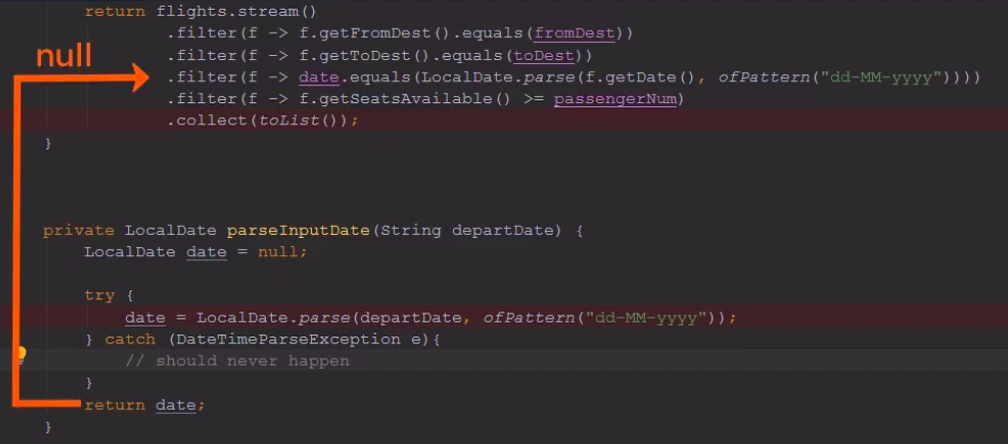 return flights.stream()
.filter(f -> f.getFromDest().equals(fromDest))
null
.filter(f -> f.getToDest().equals(toDest))
.filter(f -> date.equals(LocalDate.parse(f.getDate(), ofPattern("dd-MM-yyyy"))))
.filter(f -> f.getSeatsAvailable() >= passengerNum)
.collect(toList());
}
private LocalDate parseInputDate(String departDate) {
LocalDate date = null;
try {
date = LocalDate.parse(departDate, ofPattern("dd-MM-yyyy"));
} catch (DateTimeParseException e){
// should never happen
}
return date;
}